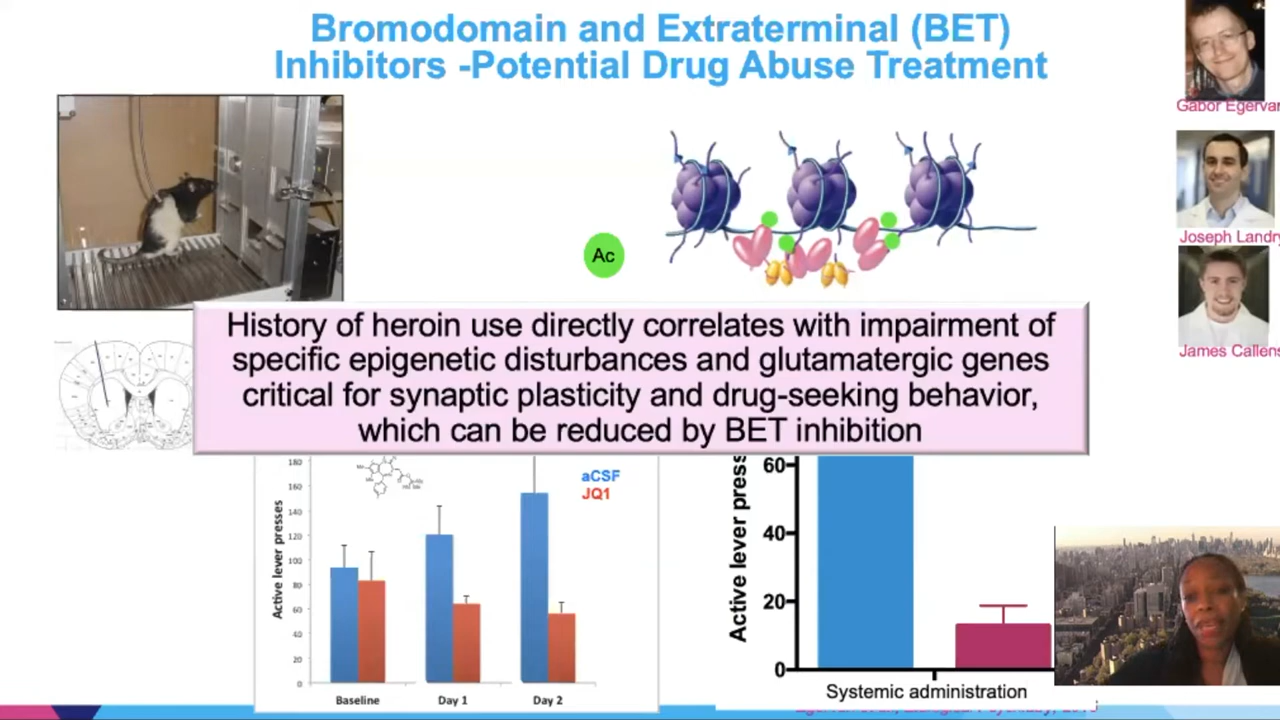 Bromodomain and Extraterminal (BET)
Inhibitors -Potential Drug Abuse Treatment
Gabor Egervar
Joseph Landry
James Callens
Ac
History of heroin use directly correlates with impairment of
specific epigenetic disturbances and glutamatergic genes
critical for synaptic plasticity and drug-seeking behavior,
which can be reduced by BET inhibition
aCSF
JQ1
Active lever presses
180
160
140
120
100
80
60
40
20
0
Baseline
Day 1
Day 2
Active lever press
60
40
20
0
Systemic administration